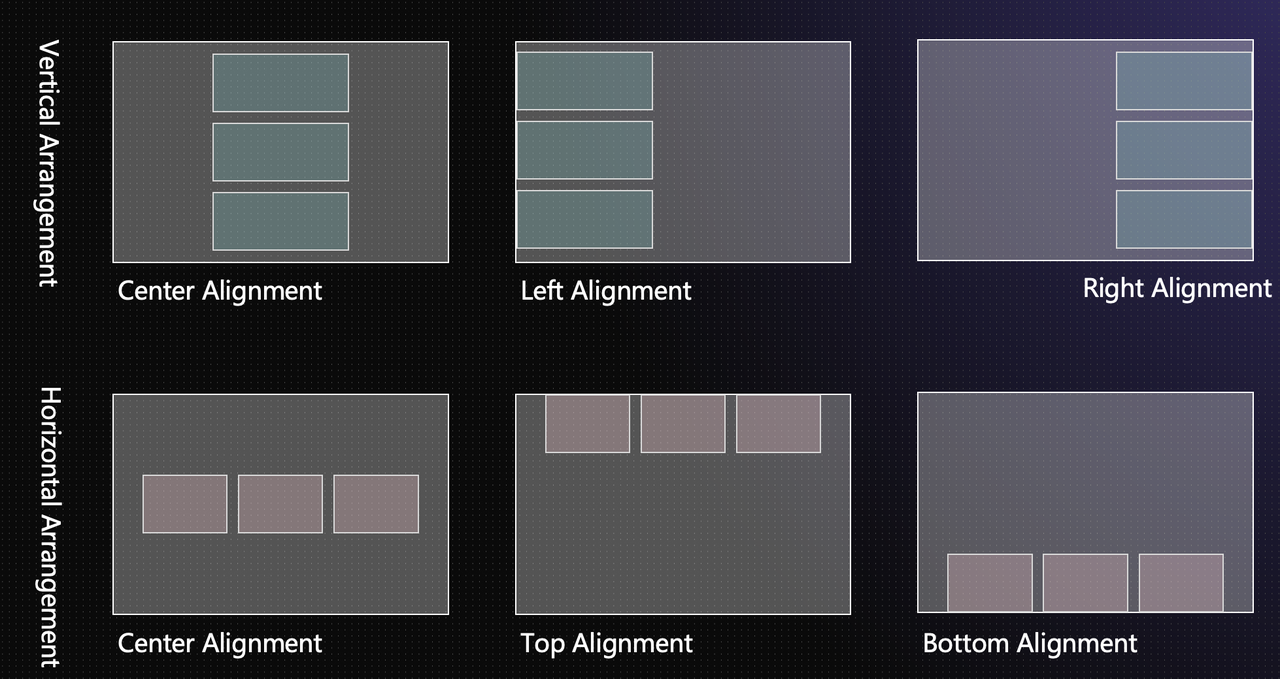 Vertical Arrangement
Center Alignment
Left Alignment
Right Alignment
Horizontal Arrangement
Center Alignment
Top Alignment
Bottom Alignment